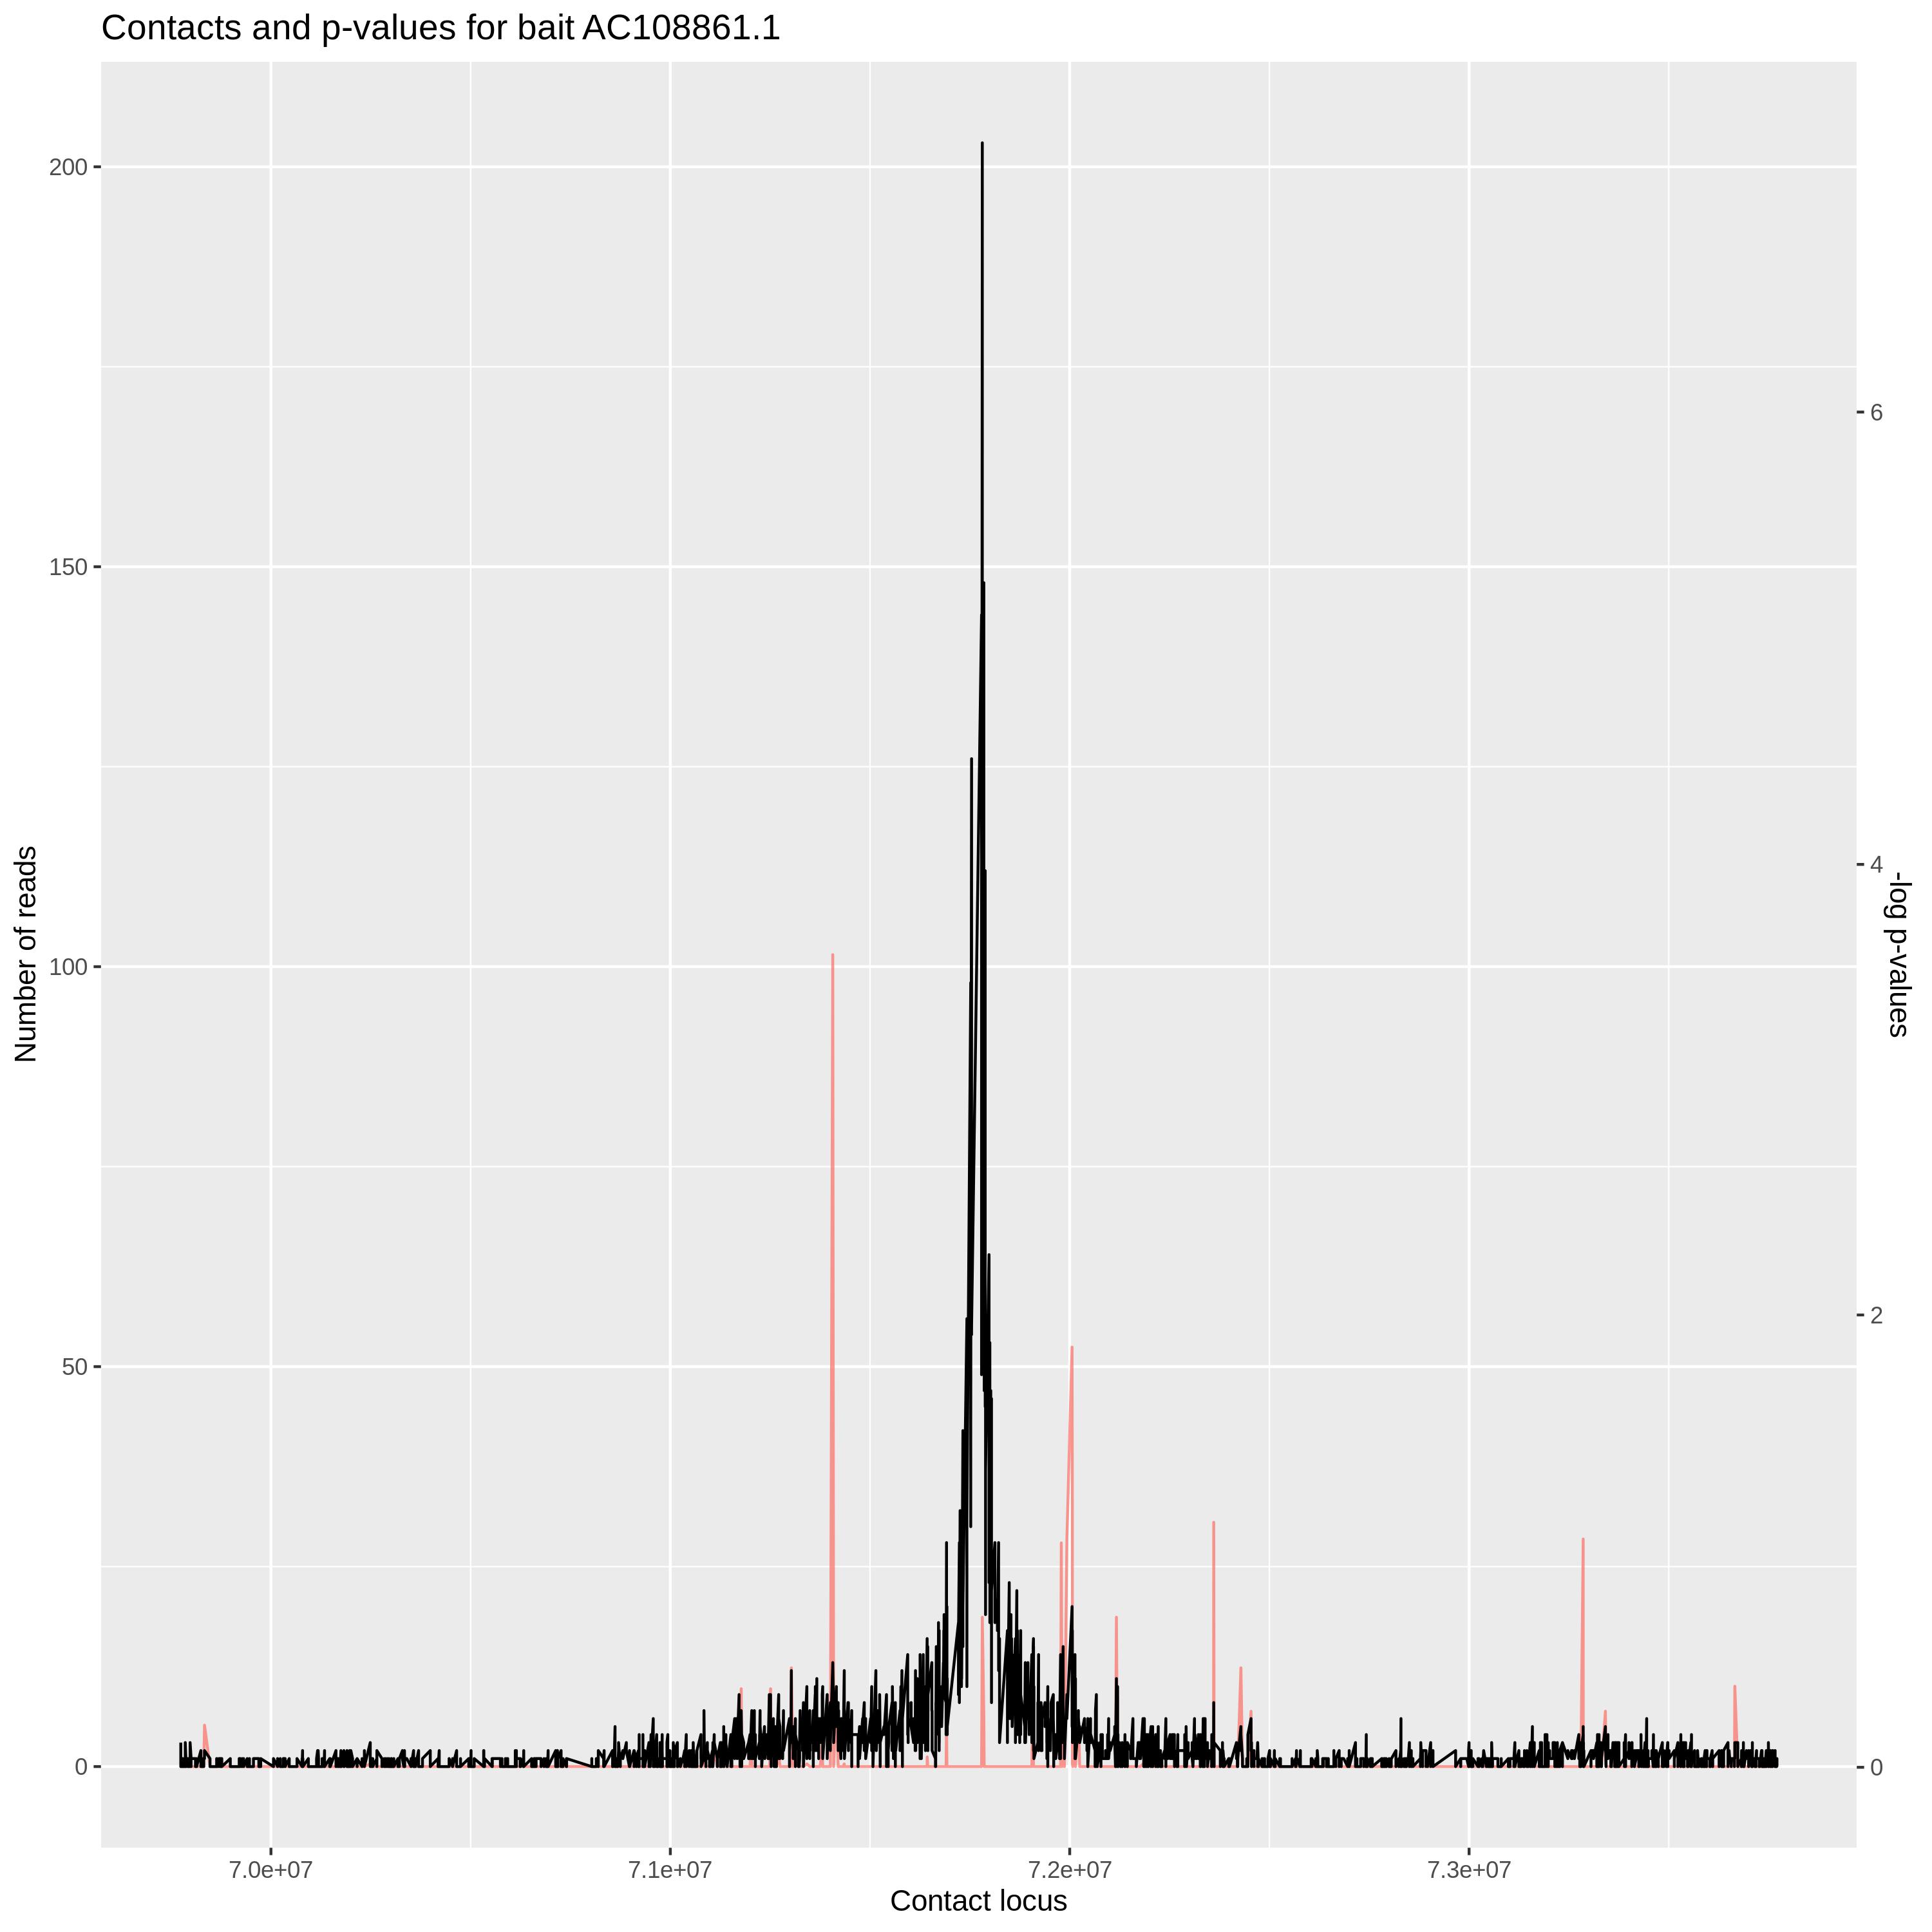 Contacts and p-values for bait AC108861.1
200
150
100
50
0
Number of reads
6
4
2
0
-log p-values
7.0e+07
7.1e+07
7.2e+07
7.3e+07
Contact locus